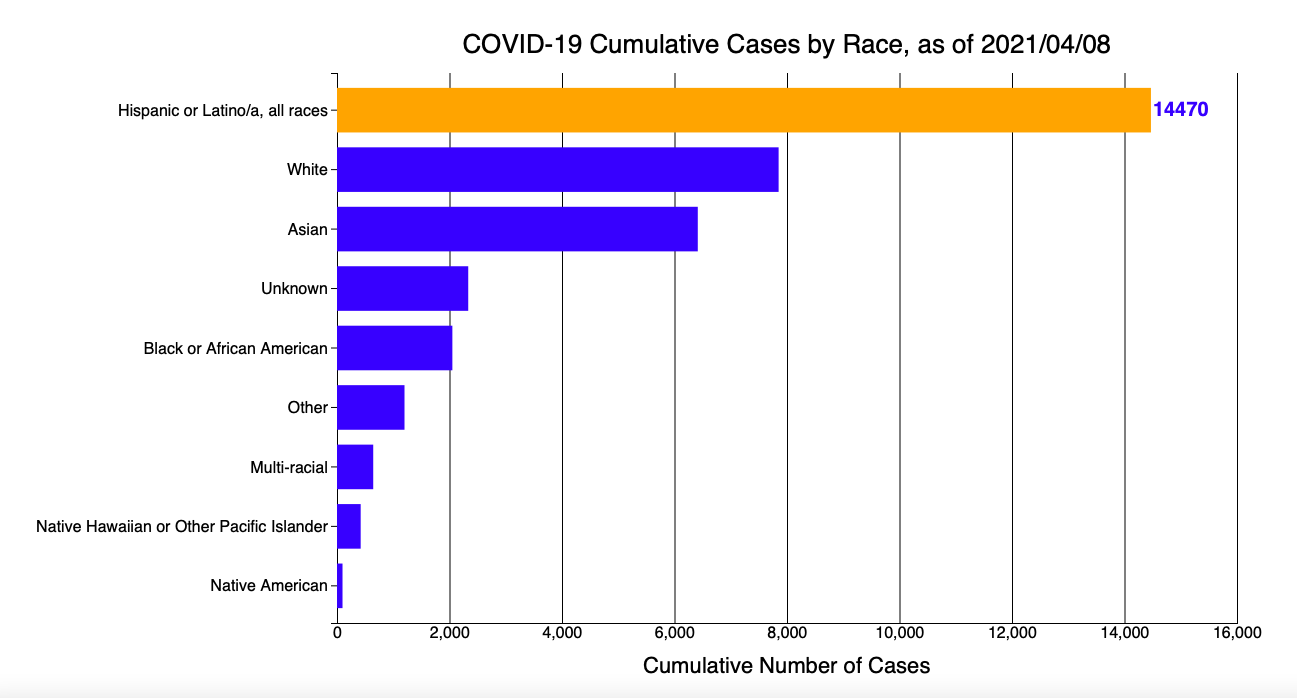 COVID-19 Cumulative Cases by Race, as of 2021/04/08
Hispanic or Latino/a, all races
14470
White
Asian
Unknown
Black or African American
Other
Multi-racial
Native Hawaiian or Other Pacific Islander
Native American
0 2,000 4,000 6,000 8,000 10,000 12,000 14,000 16,000
Cumulative Number of Cases